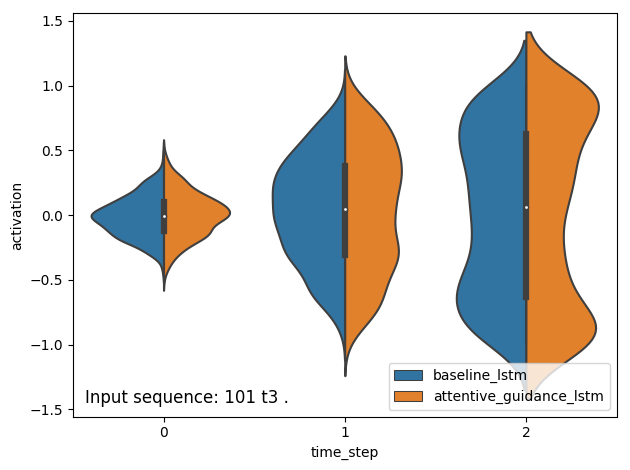 1.5
1.0
0.5
0.0
−0.5
−1.0
−1.5
activation
0
1
2
time_step
Input sequence: 101 t3 .
baseline_lstm
attentive_guidance_lstm